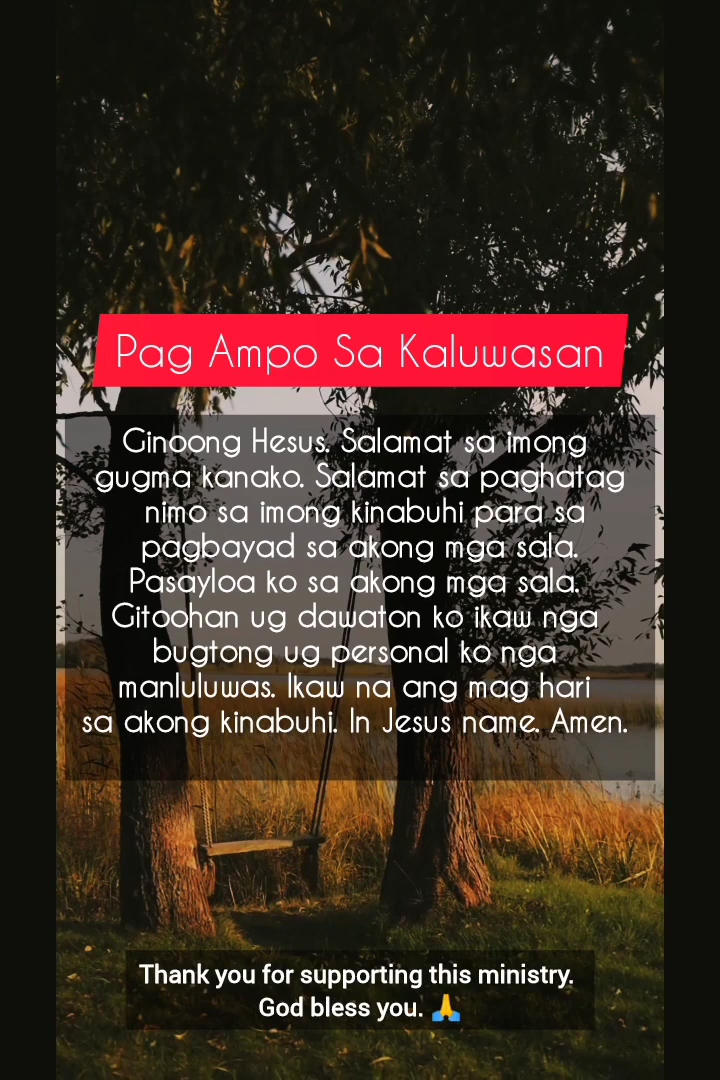 Pag Ampo Sa Kaluwasan
Ginoong Hesus. Salamat sa imong
gugma kanako. Salamat sa paghatag
nimo sa imong kinabuhi para sa
pagbayad sa akong mga sala.
Pasayloa ko sa akong mga sala.
Gitoohan ug dawaton ko ikaw nga
bugtong ug personal ko nga
manluluwas. Ikaw na ang mag hari
sa akong kinabuhi. In Jesus name. Amen.
Thank you for supporting this ministry.
God bless you. 🙏